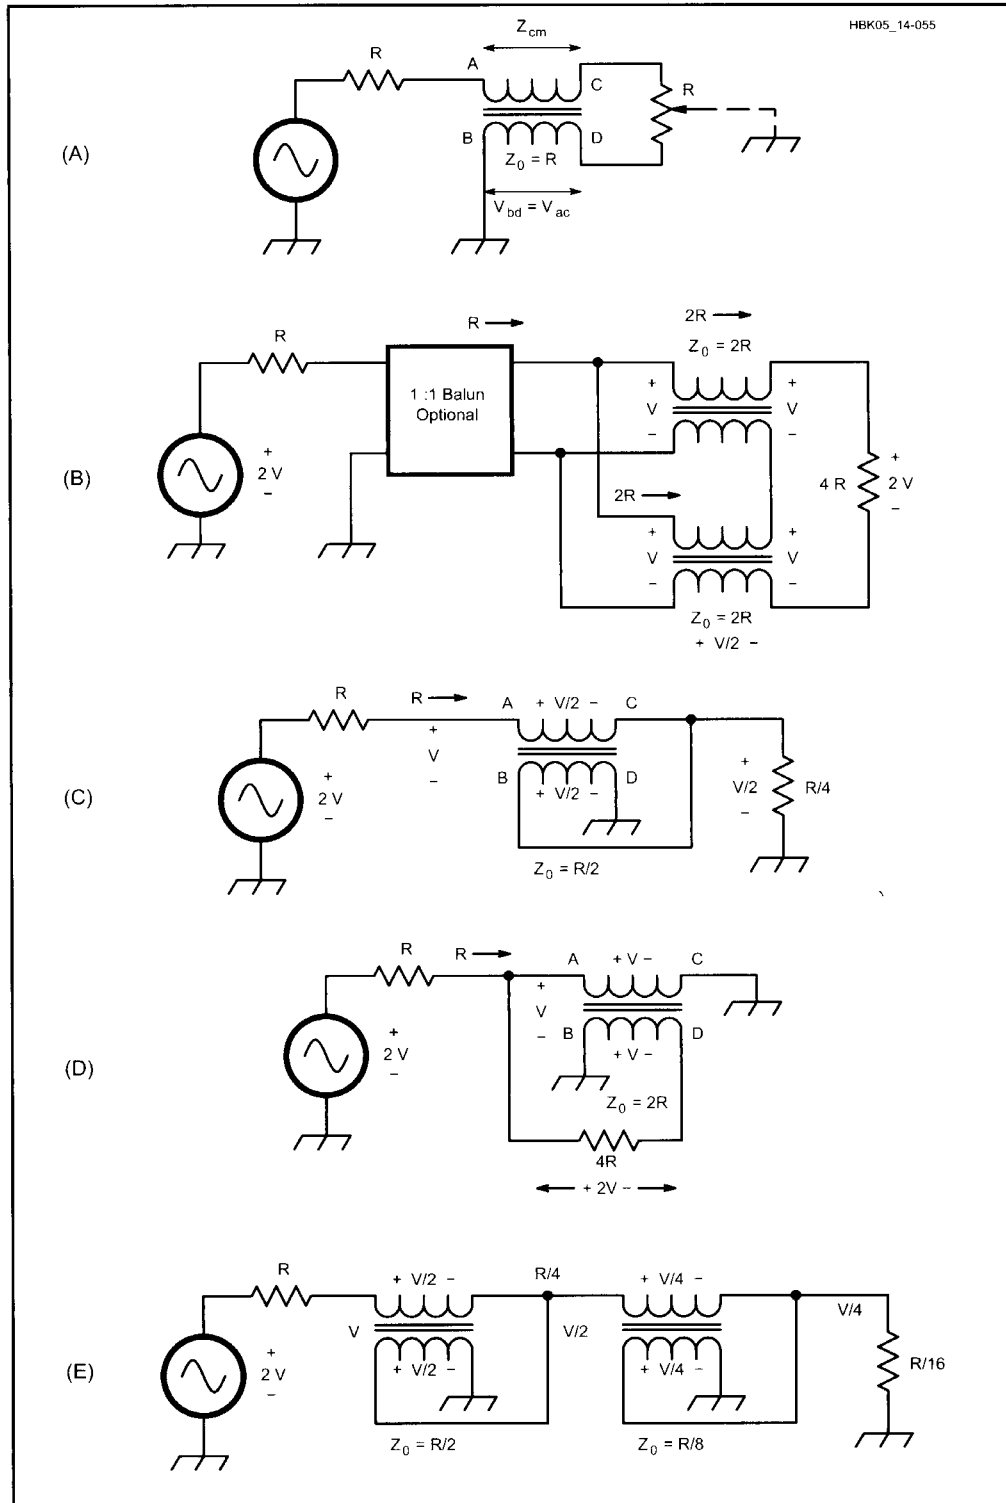 HBK05_14-055
(A)
R
Z_cm
A
C
B
D
Z_0 = R
V_bd = V_ac
R
(B)
R
+
2 V
−
R
1 :1 Balun
Optional
2R
Z_0 = 2R
+
V
−
+
V
−
2R
+
V
−
+
V
−
Z_0 = 2R
+ V/2 −
4 R
+
2 V
−
(C)
R
+
2 V
−
R
+
V
−
A + V/2 − C
B D
+ V/2 −
Z_0 = R/2
+
V/2
−
R/4
(D)
R
+
2 V
−
R
+
V
−
A + V − C
B D
+ V −
Z_0 = 2R
4R
+ 2V −
(E)
R
+
2 V
−
+ V/2 −
V
+ V/2 −
Z_0 = R/2
R/4
V/2
+ V/4 −
+ V/4 −
Z_0 = R/8
V/4
R/16